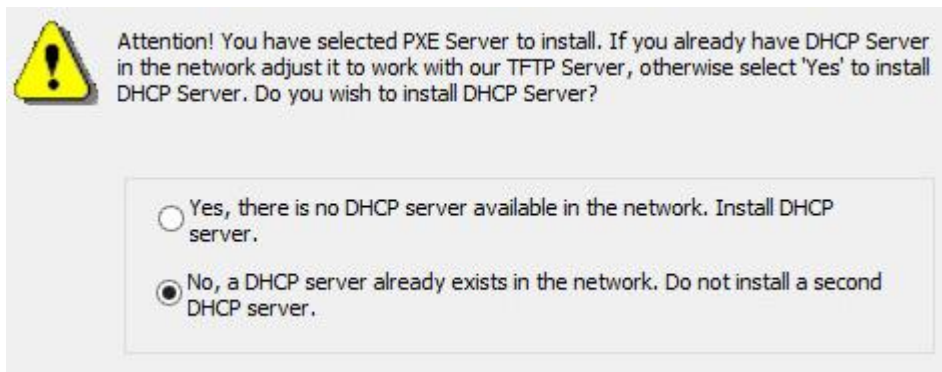 Attention! You have selected PXE Server to install. If you already have DHCP Server
in the network adjust it to work with our TFTP Server, otherwise select 'Yes' to install
DHCP Server. Do you wish to install DHCP Server?
Yes, there is no DHCP server available in the network. Install DHCP
server.
No, a DHCP server already exists in the network. Do not install a second
DHCP server.